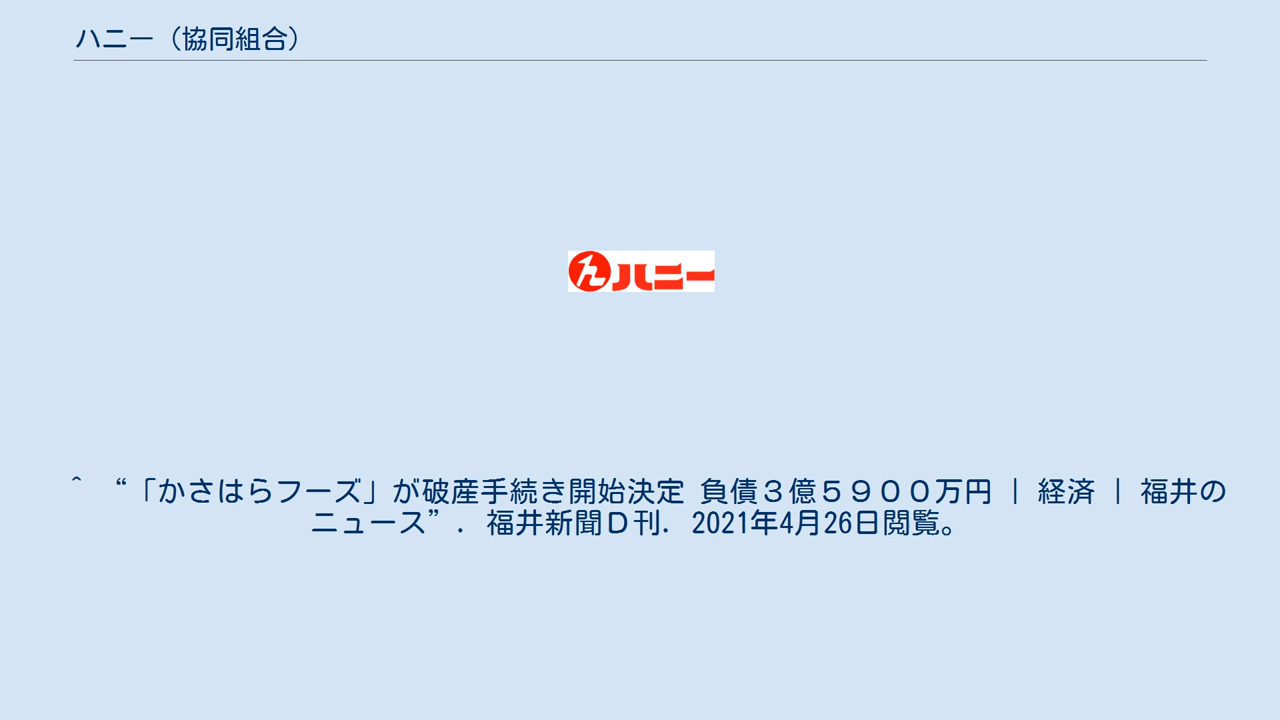 ハニー（協同組合）
ハニー
^ “「かさはらフーズ」が破産手続き開始決定 負債３億５９００万円 | 経済 | 福井の
ニュース”. 福井新聞Ｄ刊. 2021年4月26日閲覧。